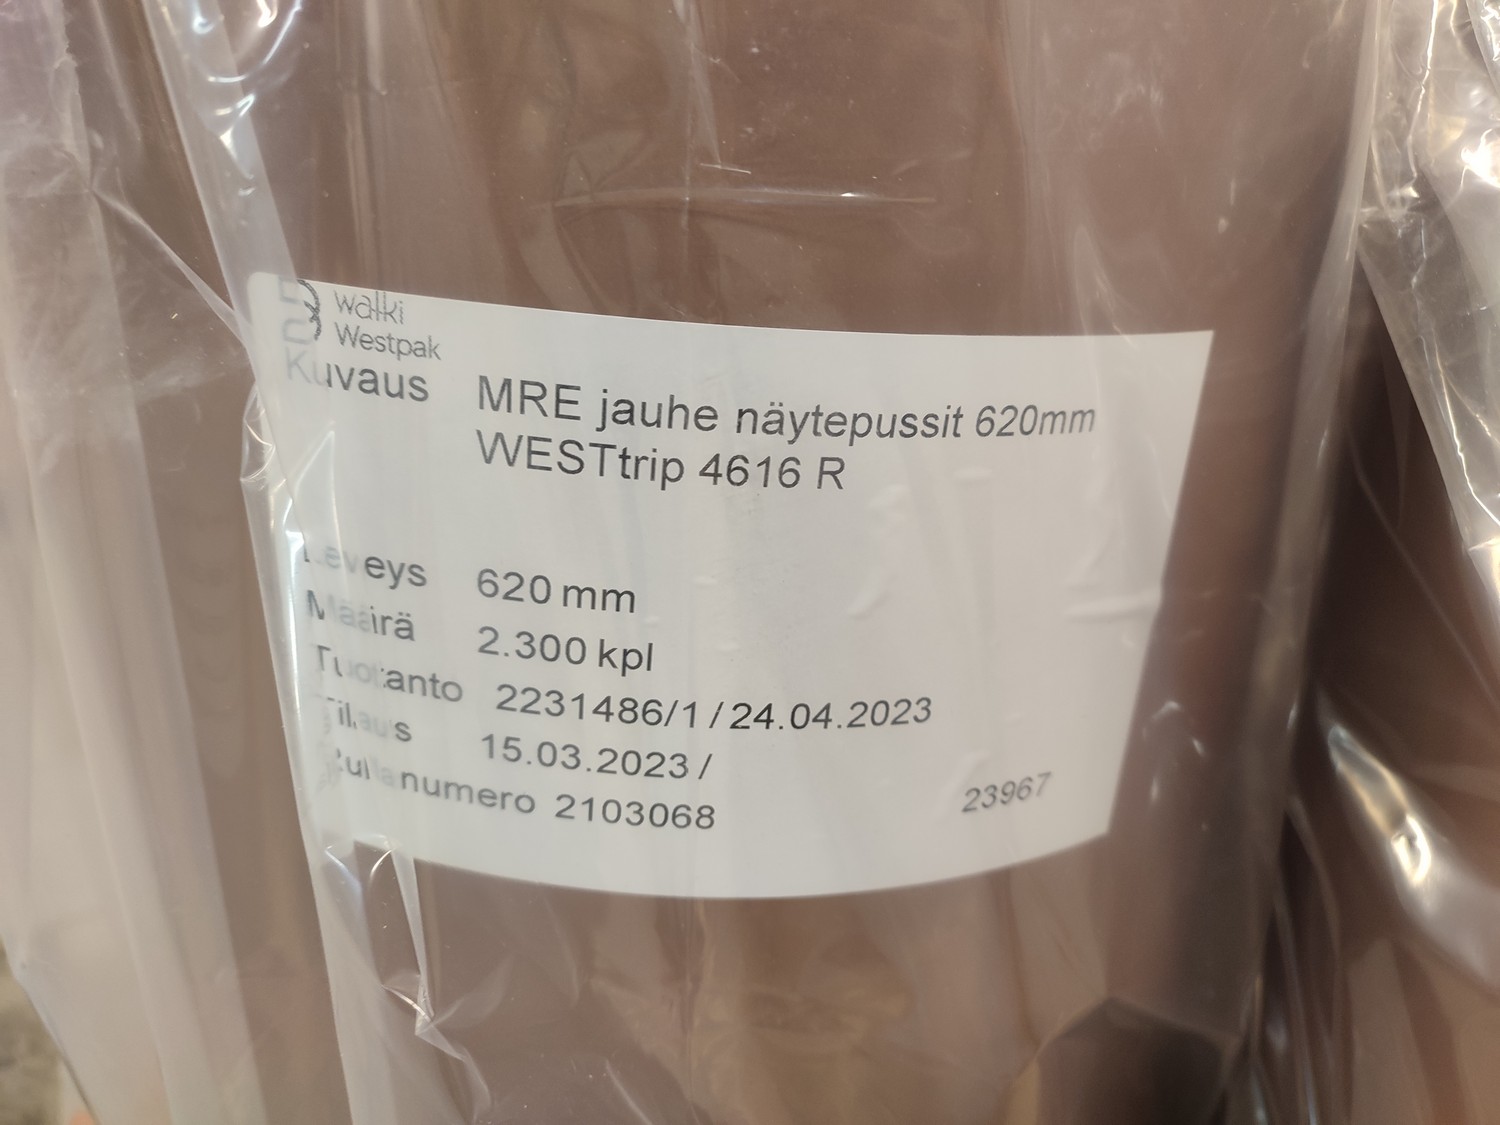 walki
Westpak
Kuvaus MRE jauhe näytepussit 620mm
WESTtrip 4616 R
Leveys 620 mm
Määrä 2.300 kpl
Tuotanto 2231486/1 / 24.04.2023
Tilaus 15.03.2023 /
Rullanumero 2103068
23967